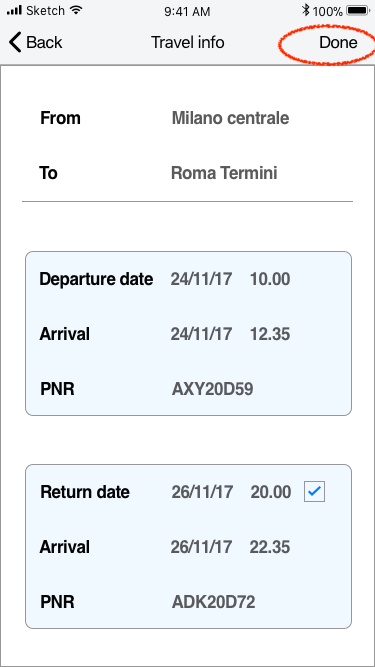 Sketch 9:41 AM 100%
Back Travel info Done
From Milano centrale
To Roma Termini
Departure date 24/11/17 10.00
Arrival 24/11/17 12.35
PNR AXY20D59
Return date 26/11/17 20.00
Arrival 26/11/17 22.35
PNR ADK20D72